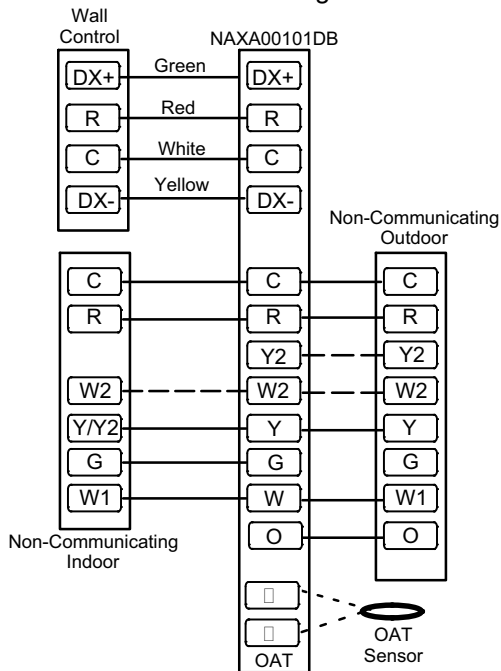 Wall
Control
NAXA00101DB
DX+ Green DX+
R Red R
C White C
DX- Yellow DX-
Non-Communicating
Outdoor
C C C
R R R
Y2 Y2
W2 W2 W2
Y/Y2 Y Y
G G G
W1 W W1
Non-Communicating
Indoor
O O
OAT
OAT
Sensor